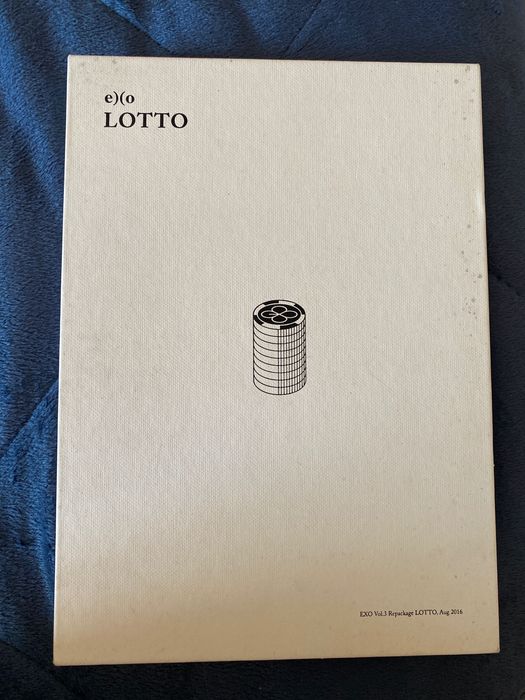 e)(o
LOTTO
EXO Vol.3 Repackage LOTTO, Aug 2016